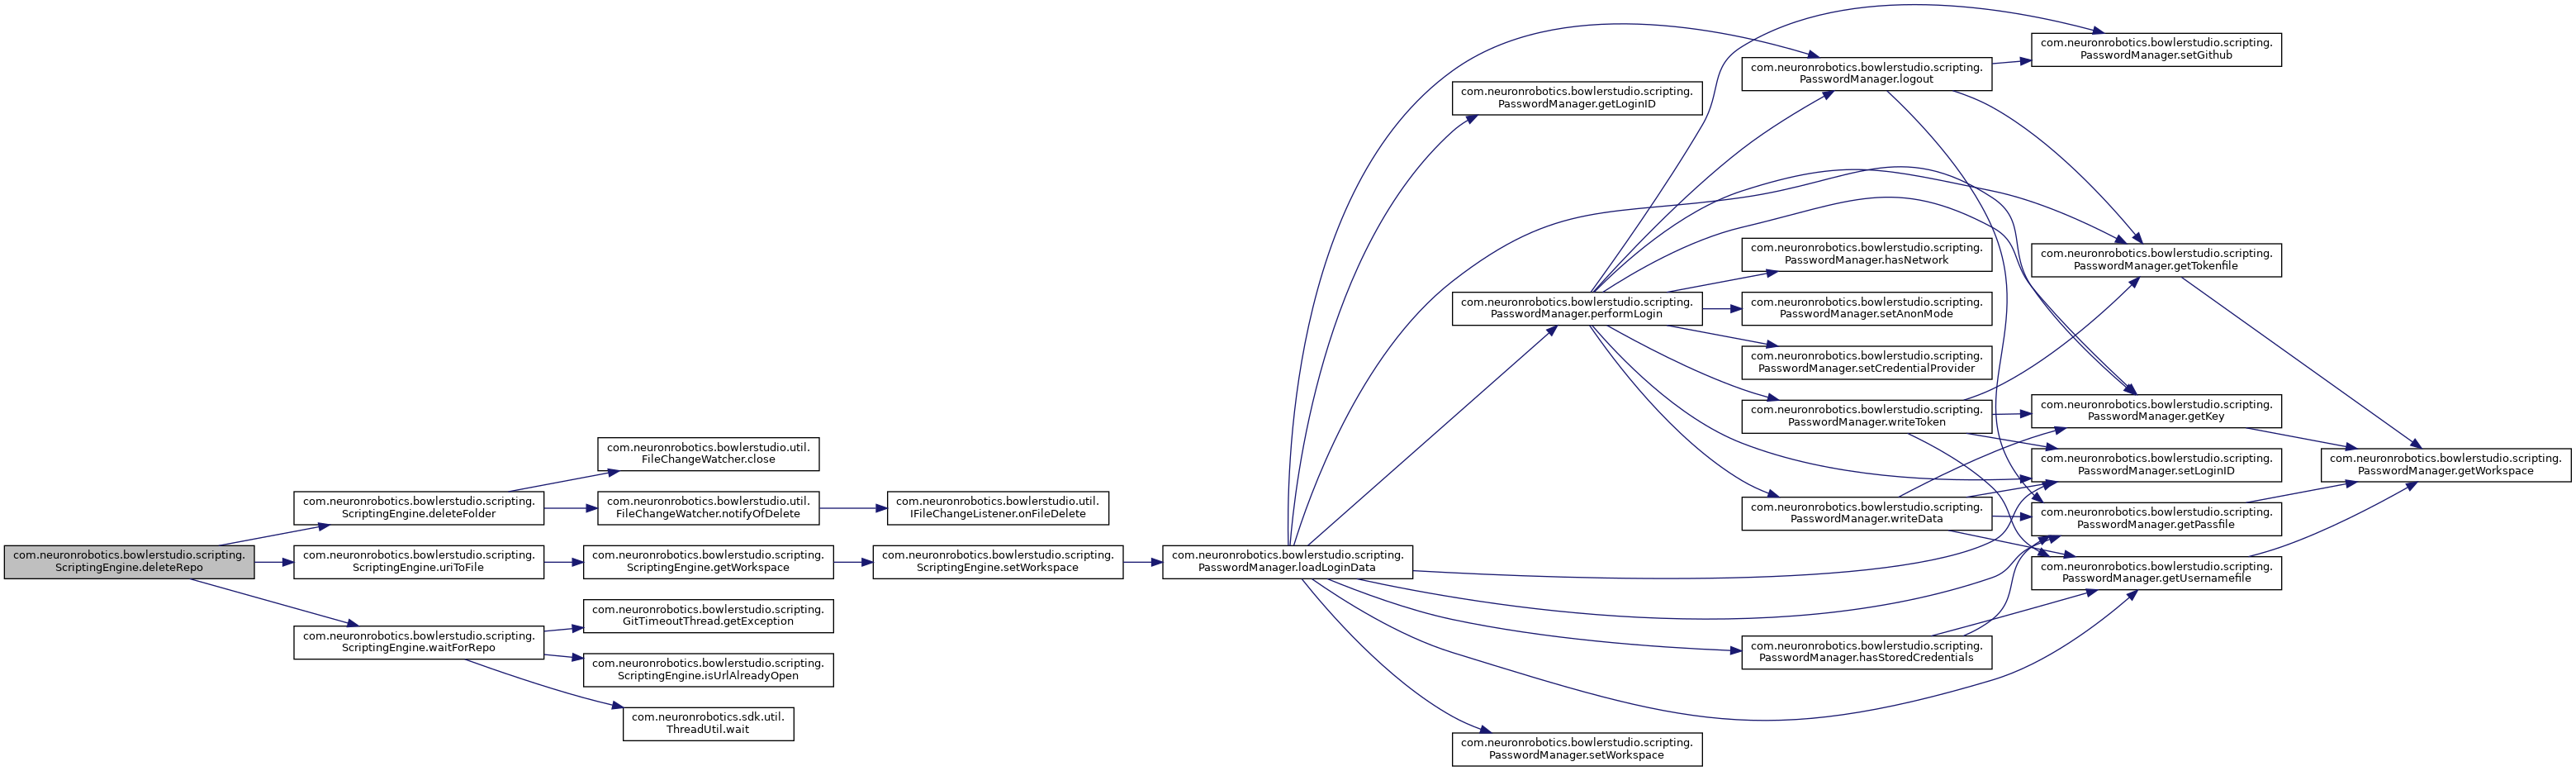 com.neuronrobotics.bowlerstudio.scripting.
ScriptingEngine.deleteRepo
com.neuronrobotics.bowlerstudio.scripting.
ScriptingEngine.deleteFolder
com.neuronrobotics.bowlerstudio.scripting.
ScriptingEngine.uriToFile
com.neuronrobotics.bowlerstudio.scripting.
ScriptingEngine.waitForRepo
com.neuronrobotics.bowlerstudio.util.
FileChangeWatcher.close
com.neuronrobotics.bowlerstudio.util.
FileChangeWatcher.notifyOfDelete
com.neuronrobotics.bowlerstudio.scripting.
ScriptingEngine.getWorkspace
com.neuronrobotics.bowlerstudio.scripting.
GitTimeoutThread.getException
com.neuronrobotics.bowlerstudio.scripting.
ScriptingEngine.isUrlAlreadyOpen
com.neuronrobotics.sdk.util.
ThreadUtil.wait
com.neuronrobotics.bowlerstudio.util.
IFileChangeListener.onFileDelete
com.neuronrobotics.bowlerstudio.scripting.
ScriptingEngine.setWorkspace
com.neuronrobotics.bowlerstudio.scripting.
PasswordManager.loadLoginData
com.neuronrobotics.bowlerstudio.scripting.
PasswordManager.getLoginID
com.neuronrobotics.bowlerstudio.scripting.
PasswordManager.performLogin
com.neuronrobotics.bowlerstudio.scripting.
PasswordManager.setWorkspace
com.neuronrobotics.bowlerstudio.scripting.
PasswordManager.logout
com.neuronrobotics.bowlerstudio.scripting.
PasswordManager.hasNetwork
com.neuronrobotics.bowlerstudio.scripting.
PasswordManager.setAnonMode
com.neuronrobotics.bowlerstudio.scripting.
PasswordManager.setCredentialProvider
com.neuronrobotics.bowlerstudio.scripting.
PasswordManager.writeToken
com.neuronrobotics.bowlerstudio.scripting.
PasswordManager.writeData
com.neuronrobotics.bowlerstudio.scripting.
PasswordManager.hasStoredCredentials
com.neuronrobotics.bowlerstudio.scripting.
PasswordManager.setGithub
com.neuronrobotics.bowlerstudio.scripting.
PasswordManager.getTokenfile
com.neuronrobotics.bowlerstudio.scripting.
PasswordManager.getKey
com.neuronrobotics.bowlerstudio.scripting.
PasswordManager.setLoginID
com.neuronrobotics.bowlerstudio.scripting.
PasswordManager.getPassfile
com.neuronrobotics.bowlerstudio.scripting.
PasswordManager.getUsernamefile
com.neuronrobotics.bowlerstudio.scripting.
PasswordManager.getWorkspace